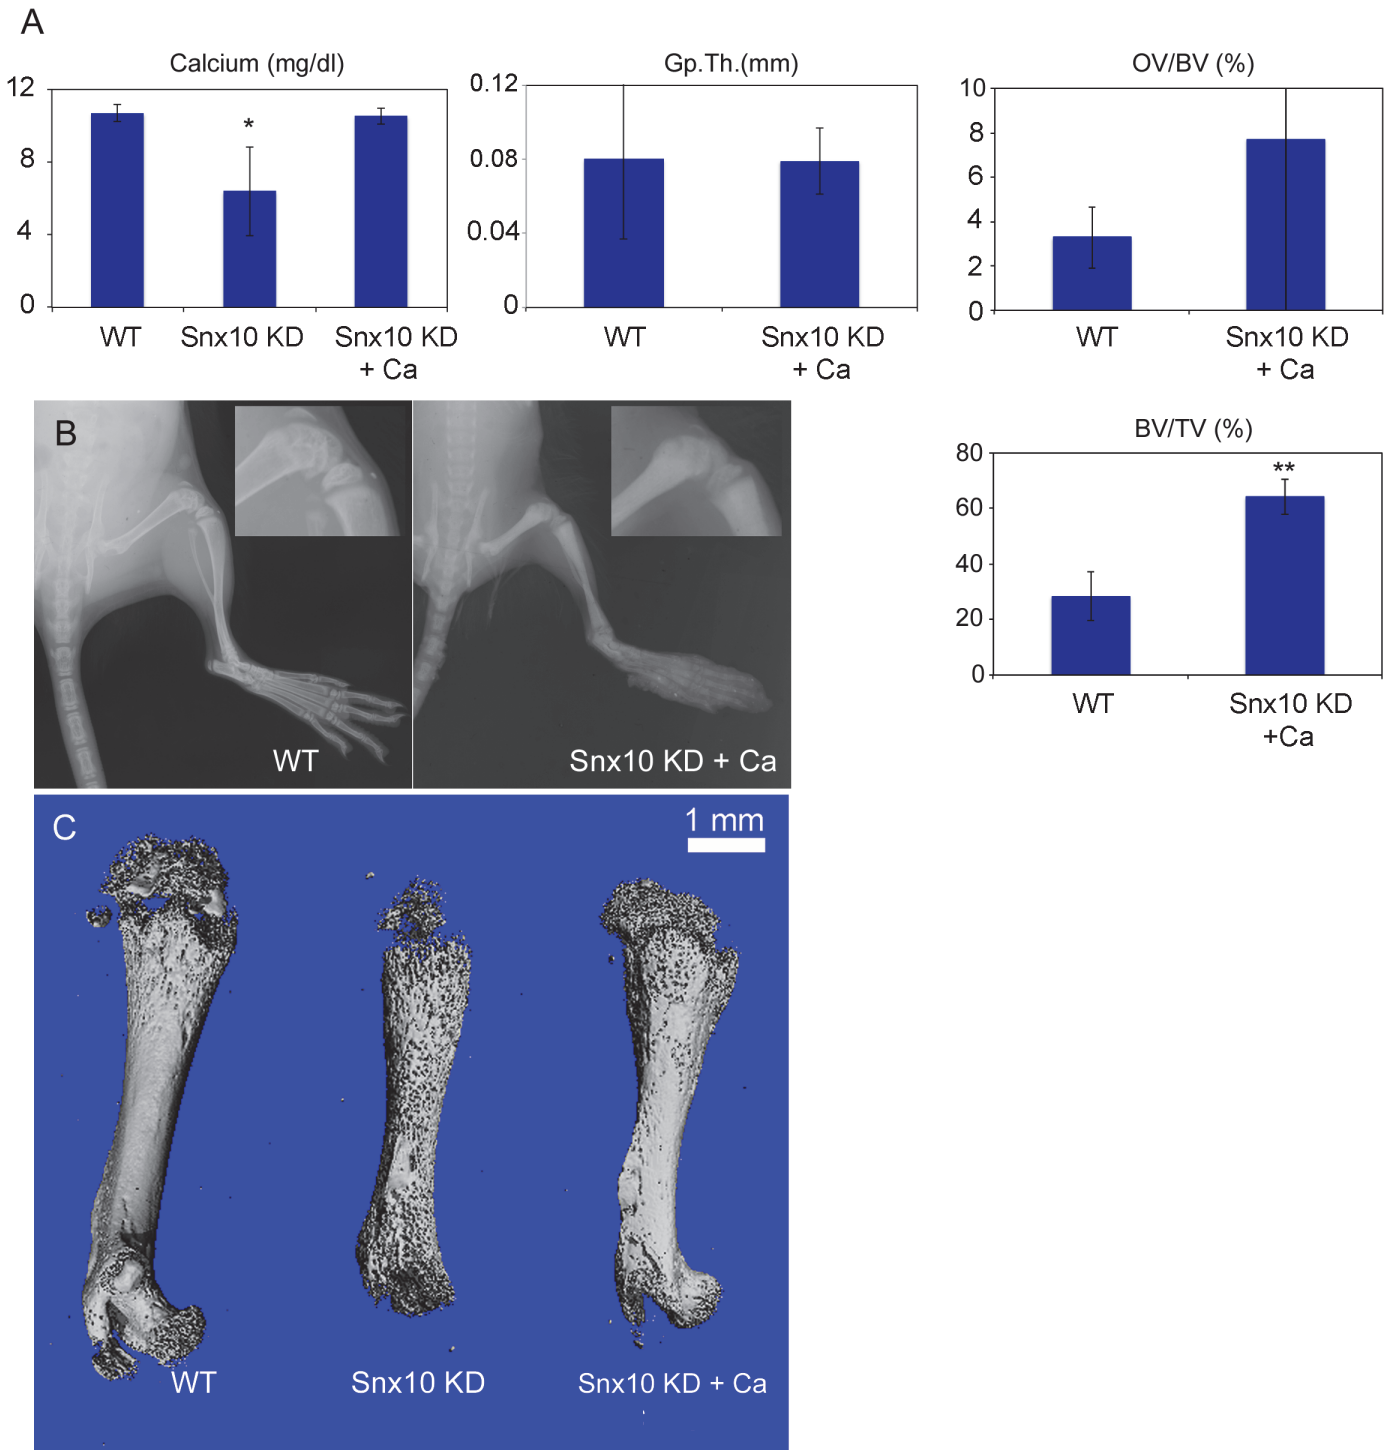 A
Calcium (mg/dl)
12
8
4
0
*
WT
Snx10 KD
Snx10 KD
+ Ca
Gp.Th.(mm)
0.12
0.08
0.04
0
WT
Snx10 KD
+ Ca
OV/BV (%)
10
8
6
4
2
0
WT
Snx10 KD
+ Ca
BV/TV (%)
80
60
40
20
0
**
WT
Snx10 KD
+Ca
B
WT
Snx10 KD + Ca
C
1 mm
WT
Snx10 KD
Snx10 KD + Ca